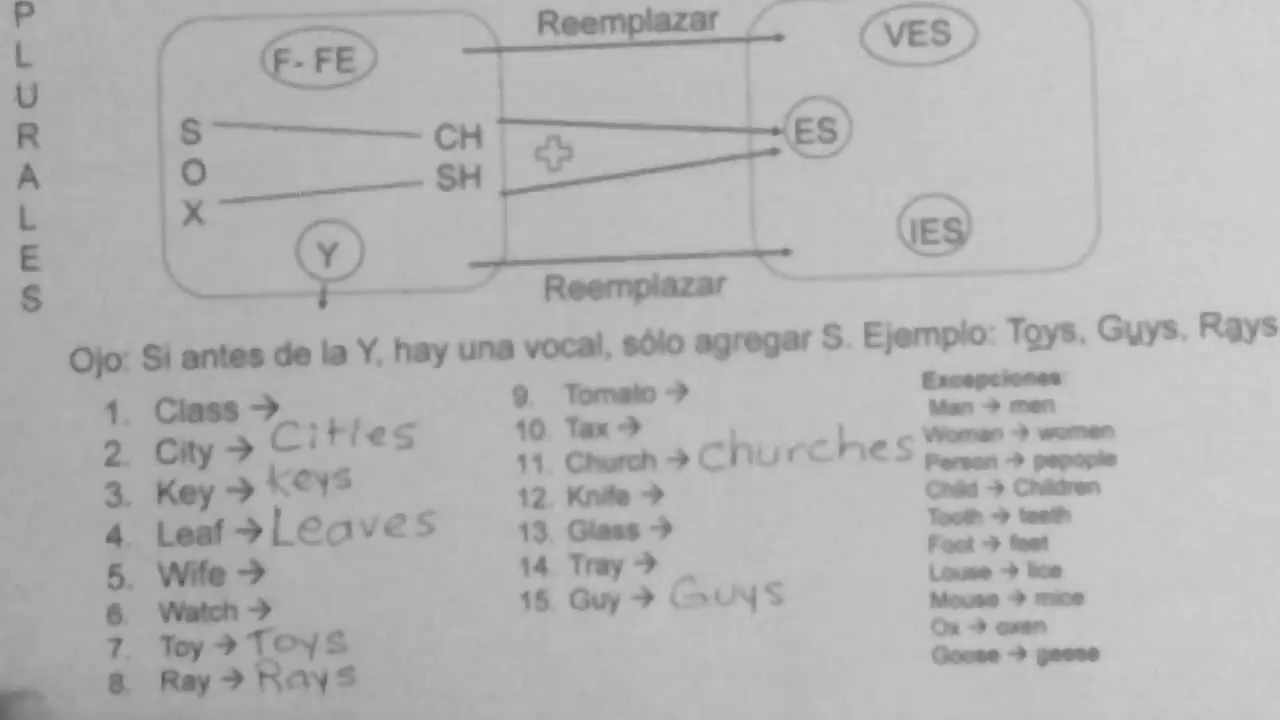 PLURALES
Reemplazar
F- FE
VES
S
CH
ES
O
SH
X
Y
IES
Reemplazar
Ojo: Si antes de la Y, hay una vocal, sólo agregar S. Ejemplo: Toys, Guys, Rays
1. Class →
2. City → Cities
3. Key → keys
4. Leaf → Leaves
5. Wife →
6. Watch →
7. Toy → Toys
8. Ray → Rays
9. Tomato →
10. Tax →
11. Church → churches
12. Knife →
13. Glass →
14. Tray →
15. Guy → Guys
Excepciones:
Man → men
Woman → women
Person → pepople
Child → Children
Tooth → teeth
Foot → feet
Louse → lice
Mouse → mice
Ox → oxen
Goose → geese